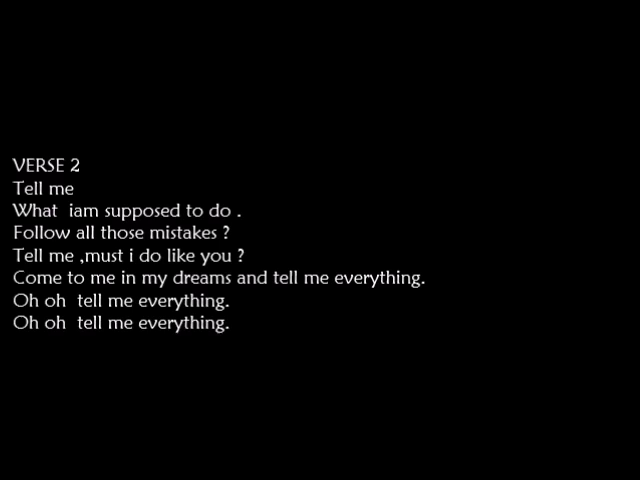 VERSE 2
Tell me
What  iam supposed to do .
Follow all those mistakes ?
Tell me ,must i do like you ?
Come to me in my dreams and tell me everything.
Oh oh  tell me everything.
Oh oh  tell me everything.